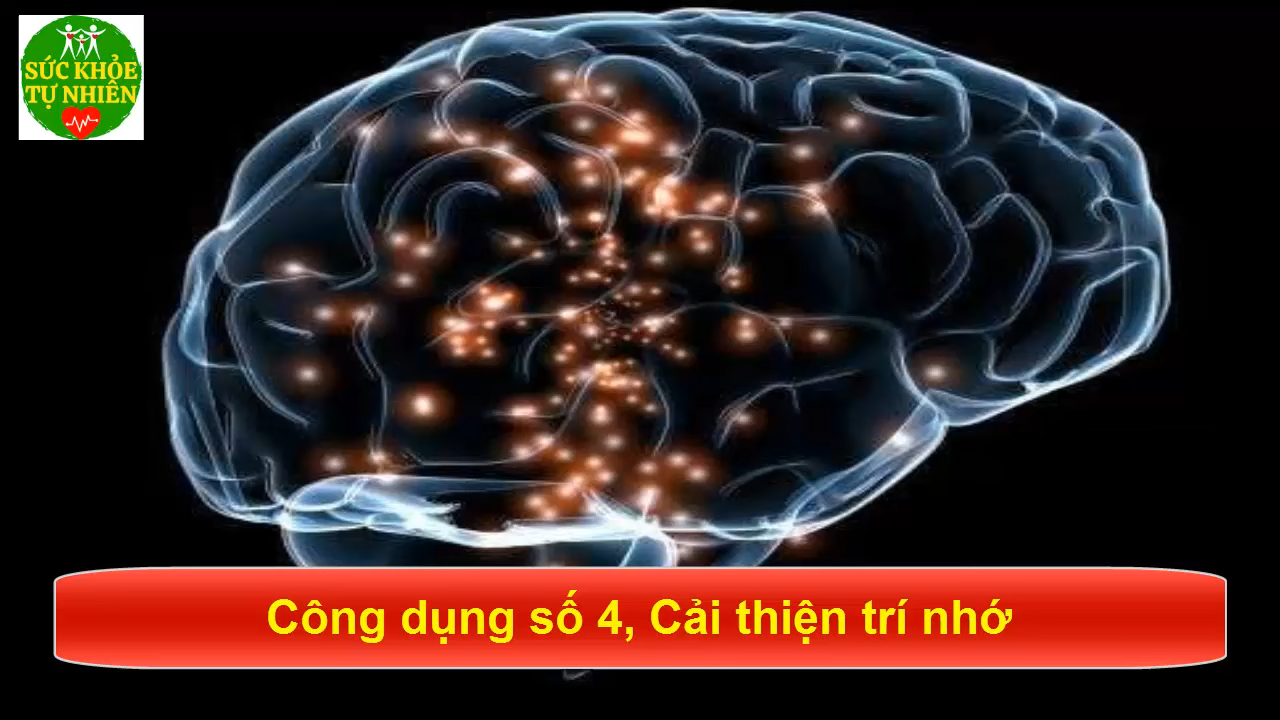 SỨC KHỎE
TỰ NHIÊN
Công dụng số 4, Cải thiện trí nhớ